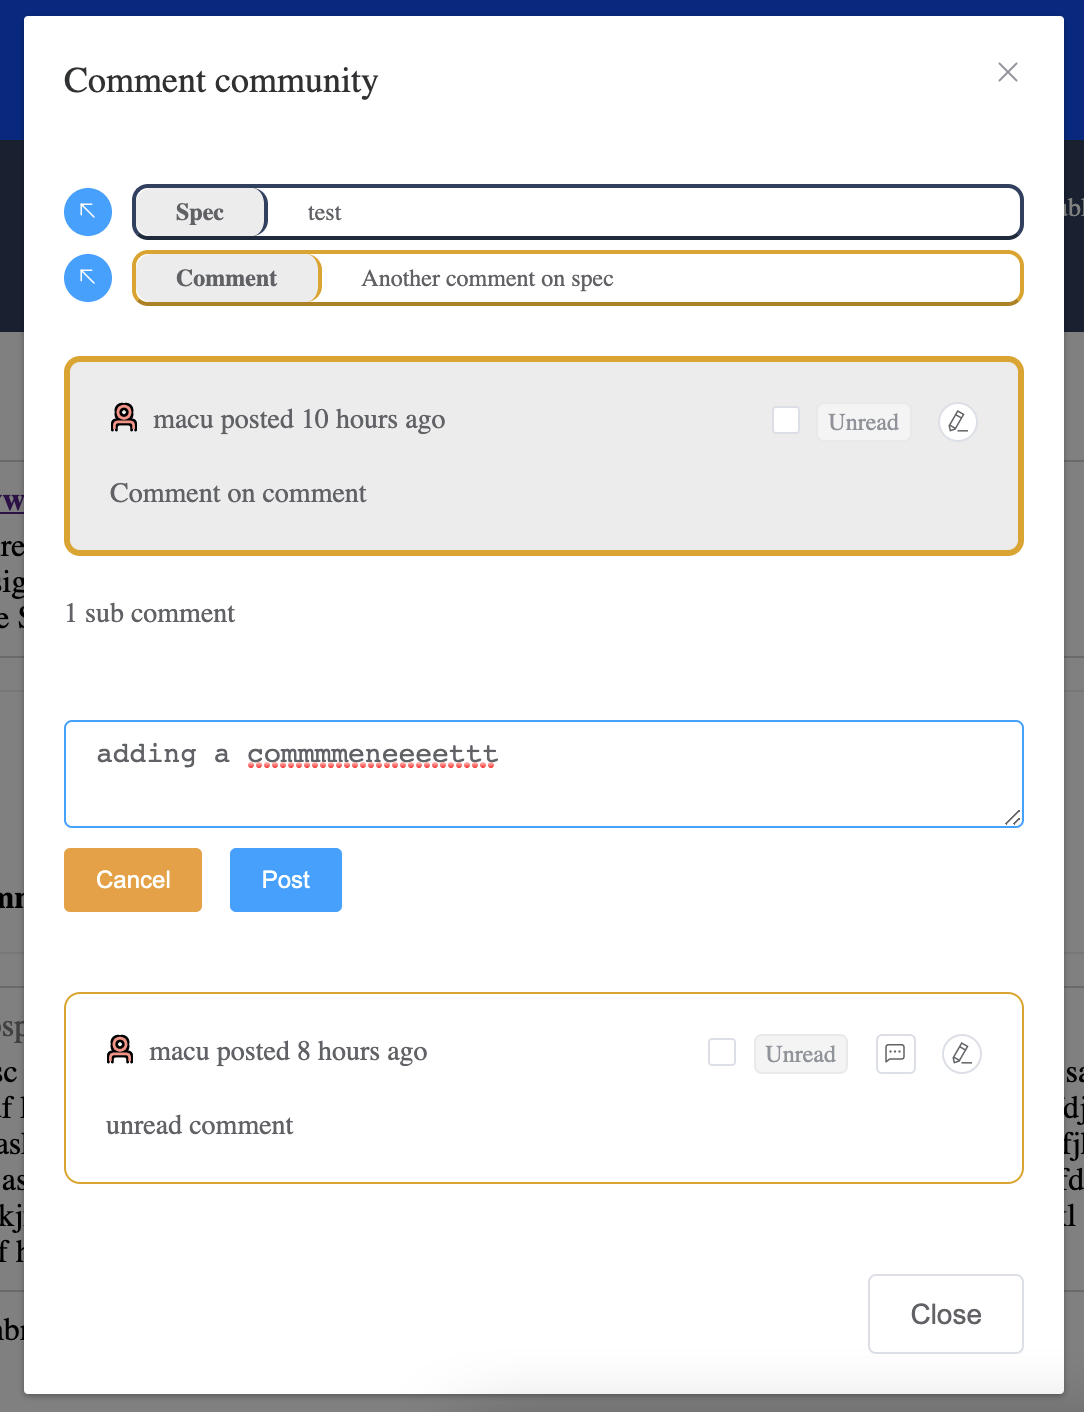 Comment community
Spec test
Comment Another comment on spec
macu posted 10 hours ago Unread
Comment on comment
1 sub comment
adding a commmmeneeeettt
Cancel Post
macu posted 8 hours ago Unread
unread comment
Close